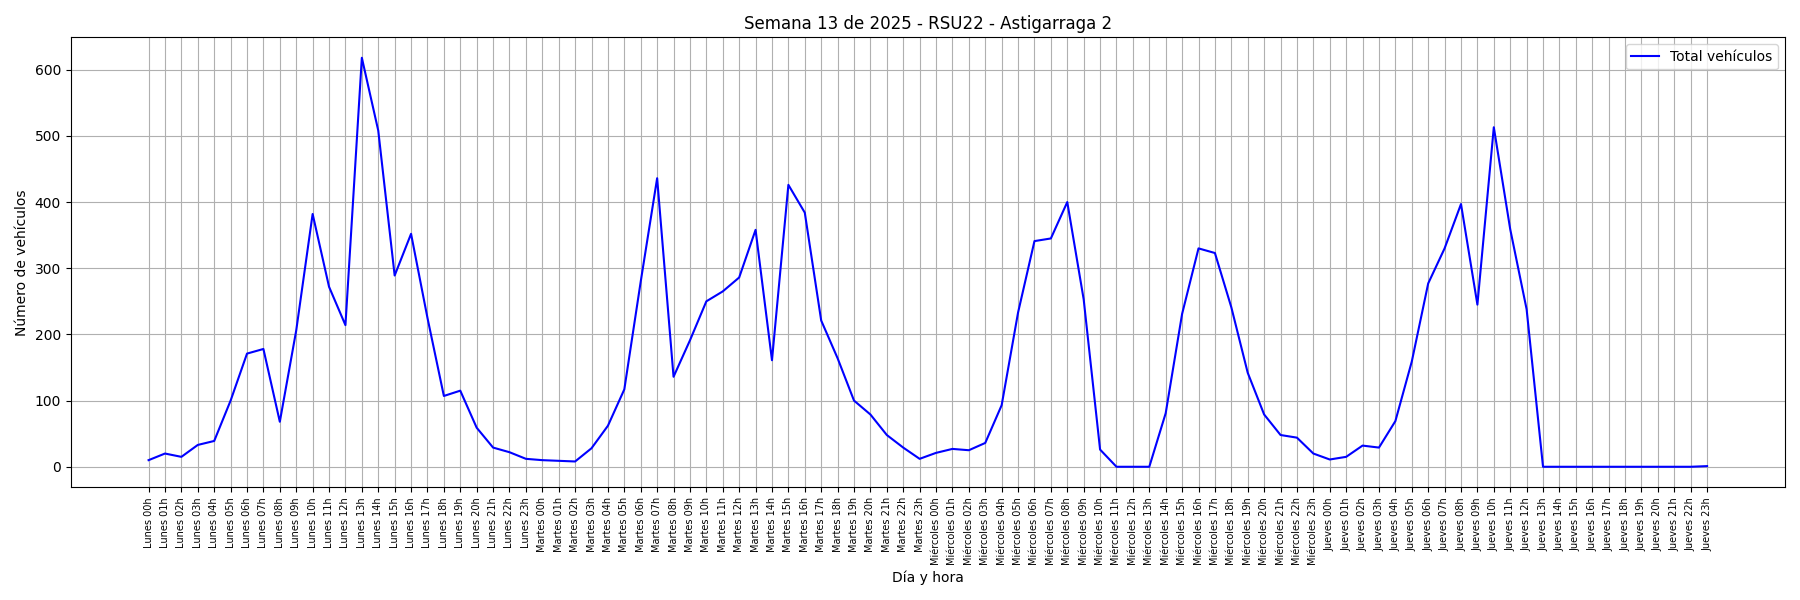 Semana 13 de 2025 - RSU22 - Astigarraga 2
Total vehículos
Número de vehículos
600
500
400
300
200
100
0
Lunes 00h
Lunes 01h
Lunes 02h
Lunes 03h
Lunes 04h
Lunes 05h
Lunes 06h
Lunes 07h
Lunes 08h
Lunes 09h
Lunes 10h
Lunes 11h
Lunes 12h
Lunes 13h
Lunes 14h
Lunes 15h
Lunes 16h
Lunes 17h
Lunes 18h
Lunes 19h
Lunes 20h
Lunes 21h
Lunes 22h
Lunes 23h
Martes 00h
Martes 01h
Martes 02h
Martes 03h
Martes 04h
Martes 05h
Martes 06h
Martes 07h
Martes 08h
Martes 09h
Martes 10h
Martes 11h
Martes 12h
Martes 13h
Martes 14h
Martes 15h
Martes 16h
Martes 17h
Martes 18h
Martes 19h
Martes 20h
Martes 21h
Martes 22h
Martes 23h
Miércoles 00h
Miércoles 01h
Miércoles 02h
Miércoles 03h
Miércoles 04h
Miércoles 05h
Miércoles 06h
Miércoles 07h
Miércoles 08h
Miércoles 09h
Miércoles 10h
Miércoles 11h
Miércoles 12h
Miércoles 13h
Miércoles 14h
Miércoles 15h
Miércoles 16h
Miércoles 17h
Miércoles 18h
Miércoles 19h
Miércoles 20h
Miércoles 21h
Miércoles 22h
Miércoles 23h
Jueves 00h
Jueves 01h
Jueves 02h
Jueves 03h
Jueves 04h
Jueves 05h
Jueves 06h
Jueves 07h
Jueves 08h
Jueves 09h
Jueves 10h
Jueves 11h
Jueves 12h
Jueves 13h
Jueves 14h
Jueves 15h
Jueves 16h
Jueves 17h
Jueves 18h
Jueves 19h
Jueves 20h
Jueves 21h
Jueves 22h
Jueves 23h
Día y hora